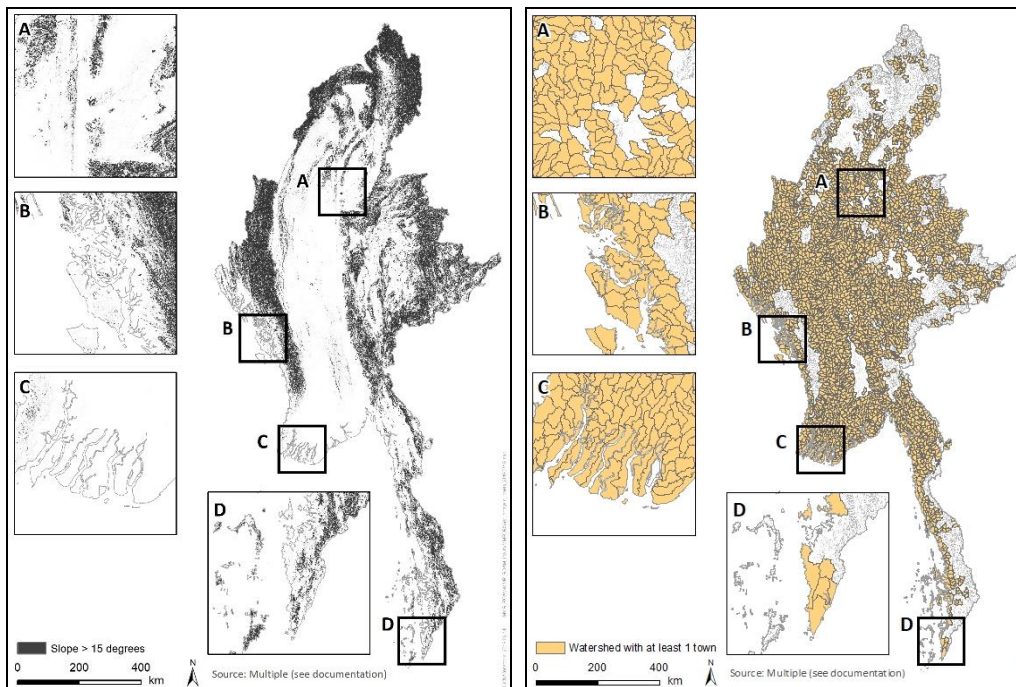 A
B
C
D
A
B
C
D
Slope > 15 degrees
0 200 400
km
N
Source: Multiple (see documentation)
A
B
C
D
A
B
C
D
Watershed with at least 1 town
0 200 400
km
N
Source: Multiple (see documentation)